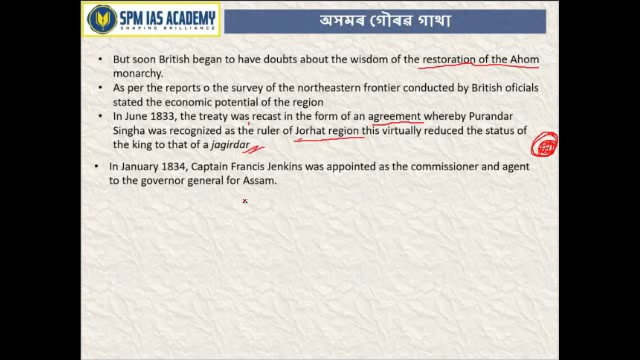 SPM IAS ACADEMY
SHAPING BRILLIANCE
অসমৰ গৌৰৱ গাথা
• But soon British began to have doubts about the wisdom of the restoration of the Ahom
monarchy.
• As per the reports o the survey of the northeastern frontier conducted by British oficials
stated the economic potential of the region
• In June 1833, the treaty was recast in the form of an agreement whereby Purandar
Singha was recognized as the ruler of Jorhat region this virtually reduced the status of
the king to that of a jagirdar
• In January 1834, Captain Francis Jenkins was appointed as the commissioner and agent
to the governor general for Assam.